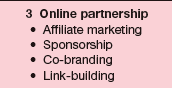 3 Online partnership
• Affiliate marketing
• Sponsorship
• Co-branding
• Link-building